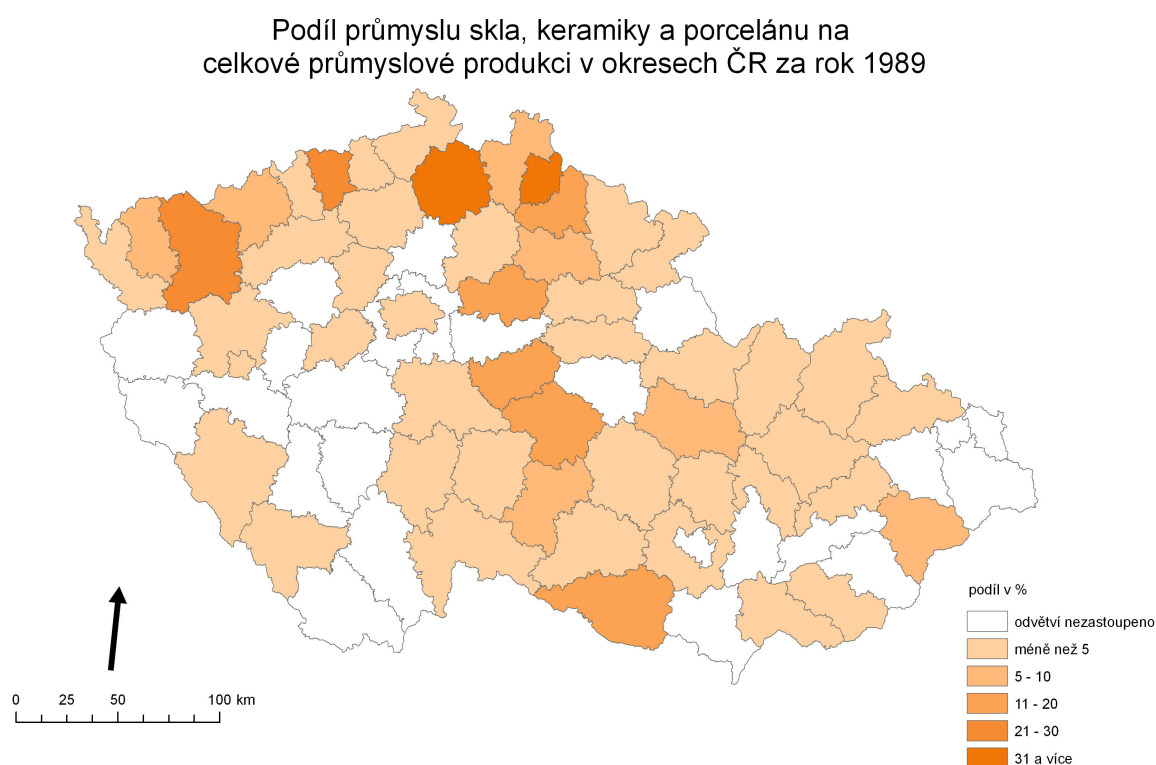 Podíl průmyslu skla, keramiky a porcelánu na
celkové průmyslové produkci v okresech ČR za rok 1989
podíl v %
odvětví nezastoupeno
méně než 5
5 - 10
11 - 20
21 - 30
31 a více
0 25 50 100 km